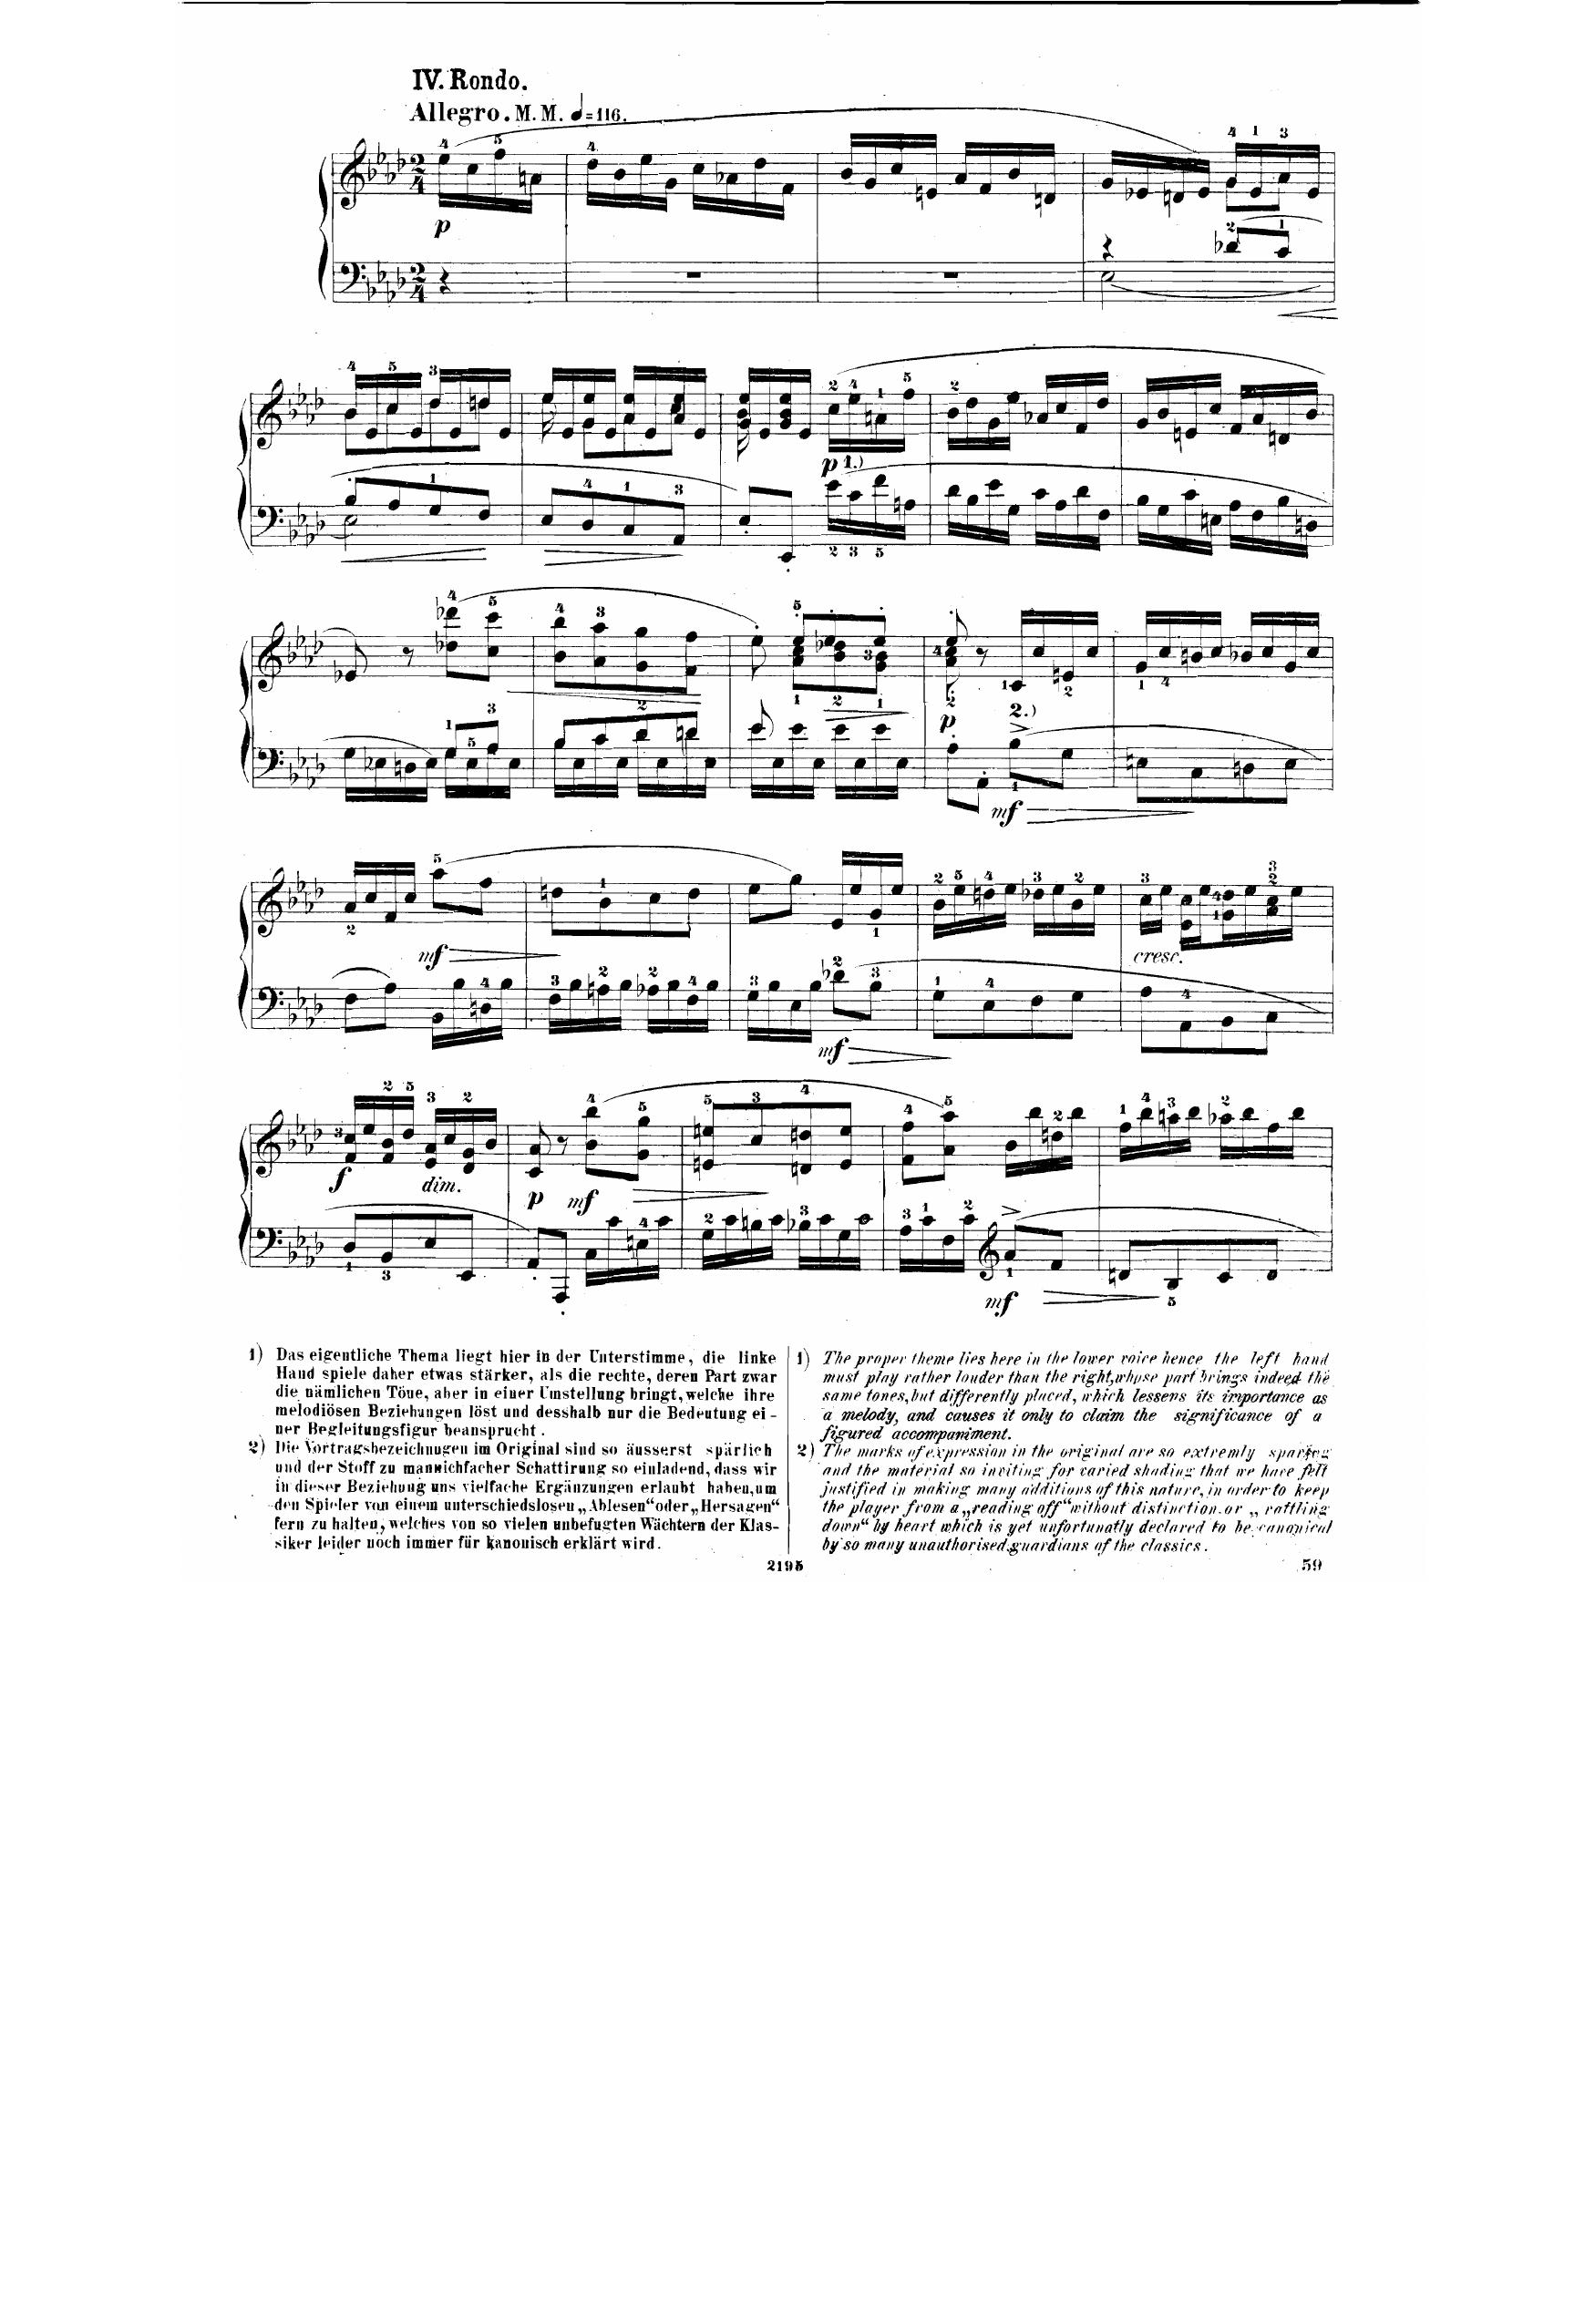 IV. Rondo.
Allegro. M. M. ♩=116.
p
p 1.)
2.)
p
mf
mf
mf
cresc.
f
dim.
p
mf
mf
1) Das eigentliche Thema liegt hier in der Unterstimme, die linke
Hand spiele daher etwas stärker, als die rechte, deren Part zwar
die nämlichen Töne, aber in einer Umstellung bringt, welche ihre
melodiösen Beziehungen löst und desshalb nur die Bedeutung ei-
ner Begleitungsfigur beansprucht.
2) Die Vortragsbezeichnugen im Original sind so äusserst spärlich
und der Stoff zu mannichfacher Schattirung so einladend, dass wir
in dieser Beziehung uns vielfache Ergänzungen erlaubt haben, um
den Spieler von einem unterschiedslosen „Ablesen“ oder „Hersagen“
fern zu halten, welches von so vielen unbefugten Wächtern der Klas-
siker leider noch immer für kanonisch erklärt wird.
1) The proper theme lies here in the lower voice hence the left hand
must play rather louder than the right, whose part brings indeed the
same tones, but differently placed, which lessens its importance as
a melody, and causes it only to claim the significance of a
figured accompaniment.
2) The marks of expression in the original are so extremly sparing
and the material so inviting for varied shading that we have felt
justified in making many additions of this nature, in order to keep
the player from a „reading off“ without distinction or „rattling
down“ by heart which is yet unfortunatly declared to be canonical
by so many unauthorised guardians of the classics.
2195
59